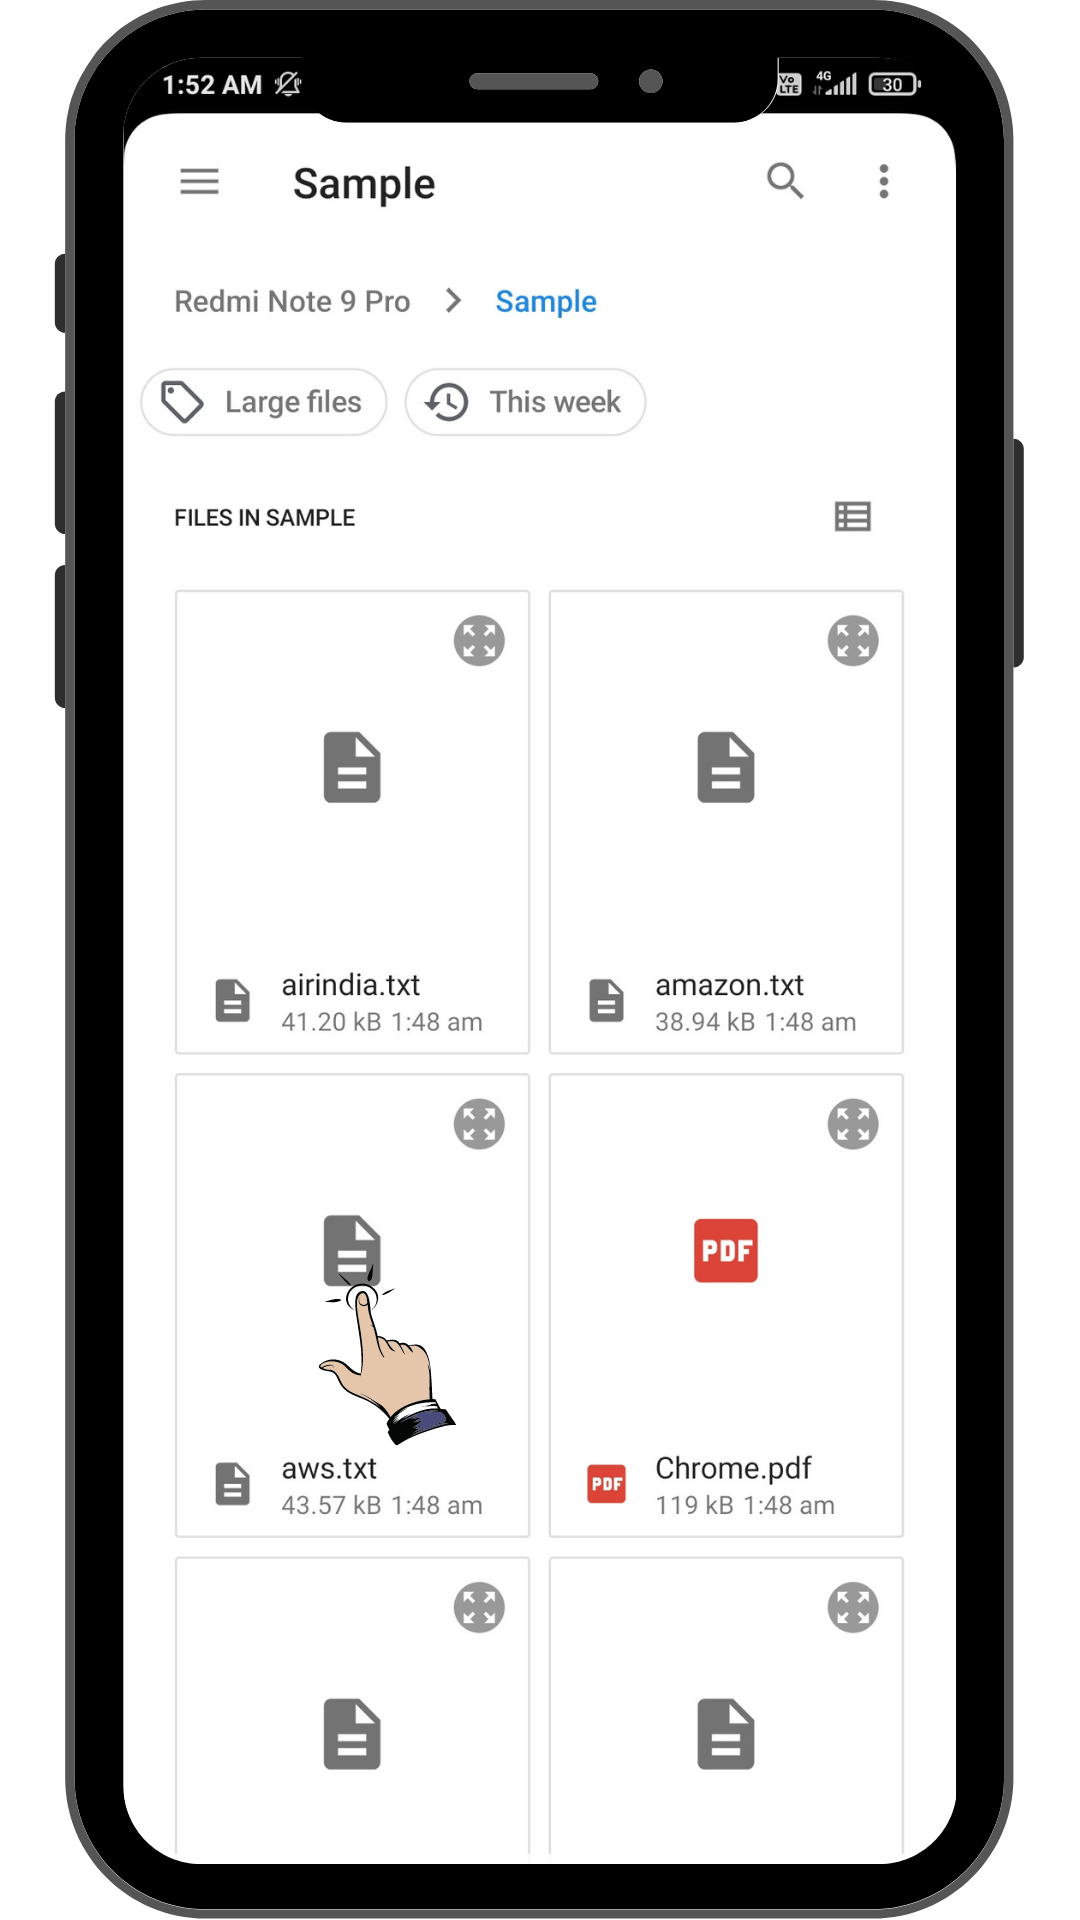 1:52 AM Vo LTE 4G 30
Sample
Redmi Note 9 Pro > Sample
Large files This week
FILES IN SAMPLE
airindia.txt amazon.txt
41.20 kB 1:48 am 38.94 kB 1:48 am
PDF
aws.txt PDF Chrome.pdf
43.57 kB 1:48 am 119 kB 1:48 am